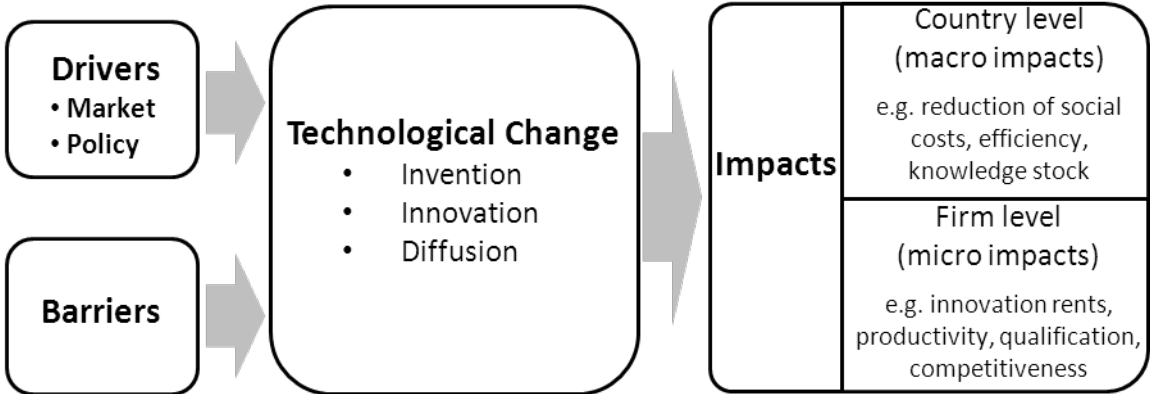 Drivers
• Market
• Policy
Barriers
Technological Change
• Invention
• Innovation
• Diffusion
Impacts
Country level
(macro impacts)
e.g. reduction of social
costs, efficiency,
knowledge stock
Firm level
(micro impacts)
e.g. innovation rents,
productivity, qualification,
competitiveness